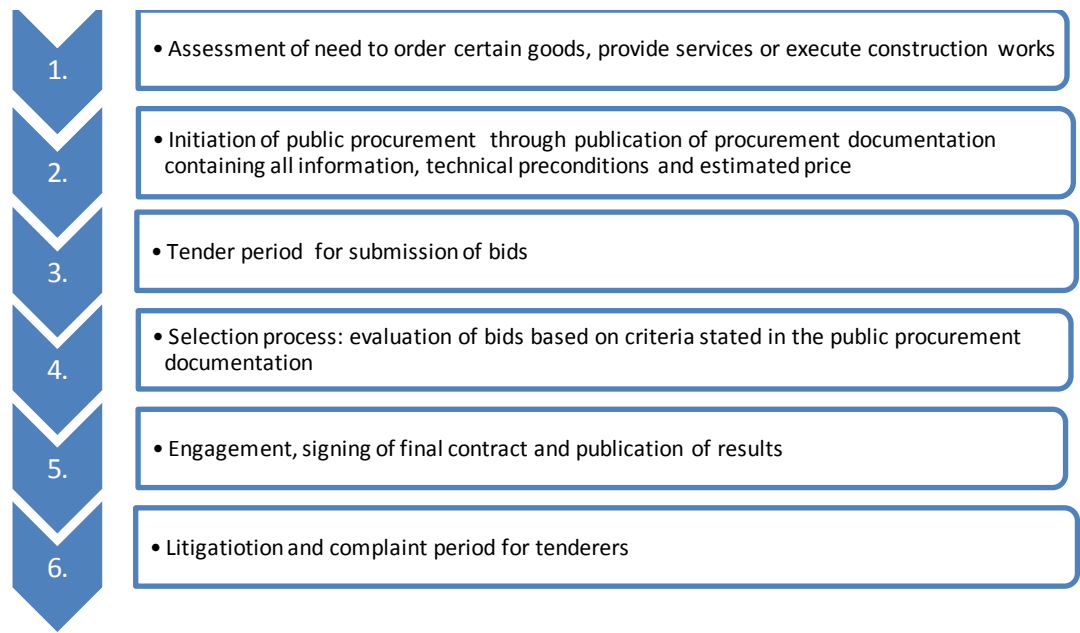 1.
• Assessment of need to order certain goods, provide services or execute construction works
2.
• Initiation of public procurement through publication of procurement documentation
containing all information, technical preconditions and estimated price
3.
• Tender period for submission of bids
4.
• Selection process: evaluation of bids based on criteria stated in the public procurement
documentation
5.
• Engagement, signing of final contract and publication of results
6.
• Litigatiotion and complaint period for tenderers